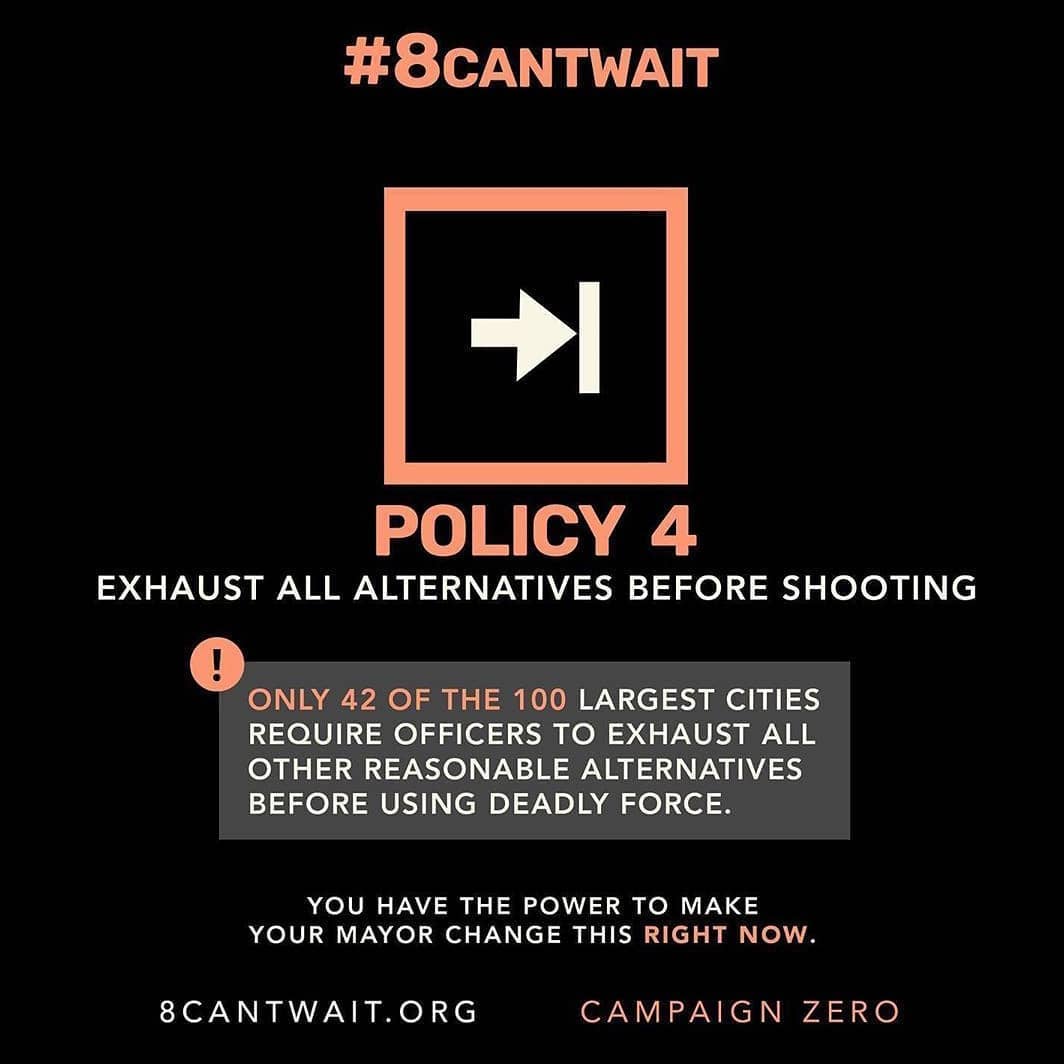 #8CANTWAIT
POLICY 4
EXHAUST ALL ALTERNATIVES BEFORE SHOOTING
!
ONLY 42 OF THE 100 LARGEST CITIES
REQUIRE OFFICERS TO EXHAUST ALL
OTHER REASONABLE ALTERNATIVES
BEFORE USING DEADLY FORCE.
YOU HAVE THE POWER TO MAKE
YOUR MAYOR CHANGE THIS RIGHT NOW.
8CANTWAIT.ORG
CAMPAIGN ZERO